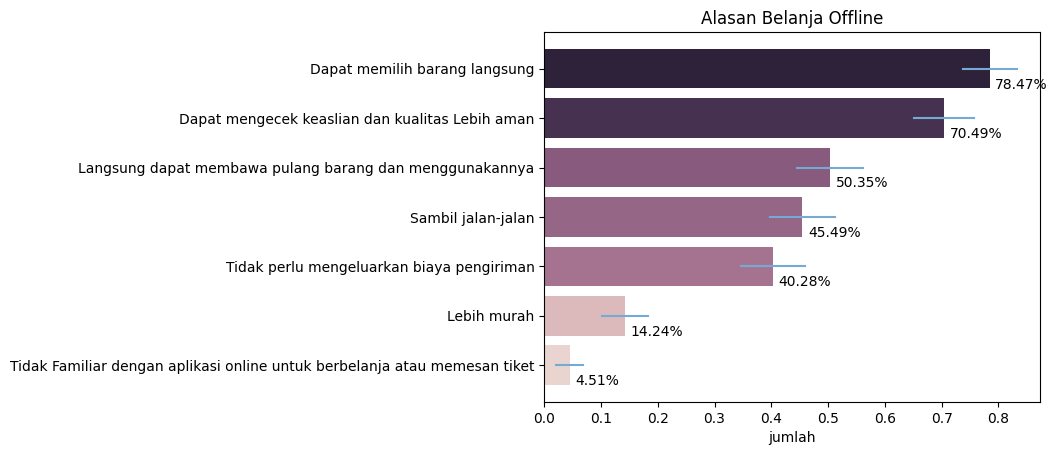 Alasan Belanja Offline
Dapat memilih barang langsung
78.47%
Dapat mengecek keaslian dan kualitas Lebih aman
70.49%
Langsung dapat membawa pulang barang dan menggunakannya
50.35%
Sambil jalan-jalan
45.49%
Tidak perlu mengeluarkan biaya pengiriman
40.28%
Lebih murah
14.24%
Tidak Familiar dengan aplikasi online untuk berbelanja atau memesan tiket
4.51%
0.0 0.1 0.2 0.3 0.4 0.5 0.6 0.7 0.8
jumlah